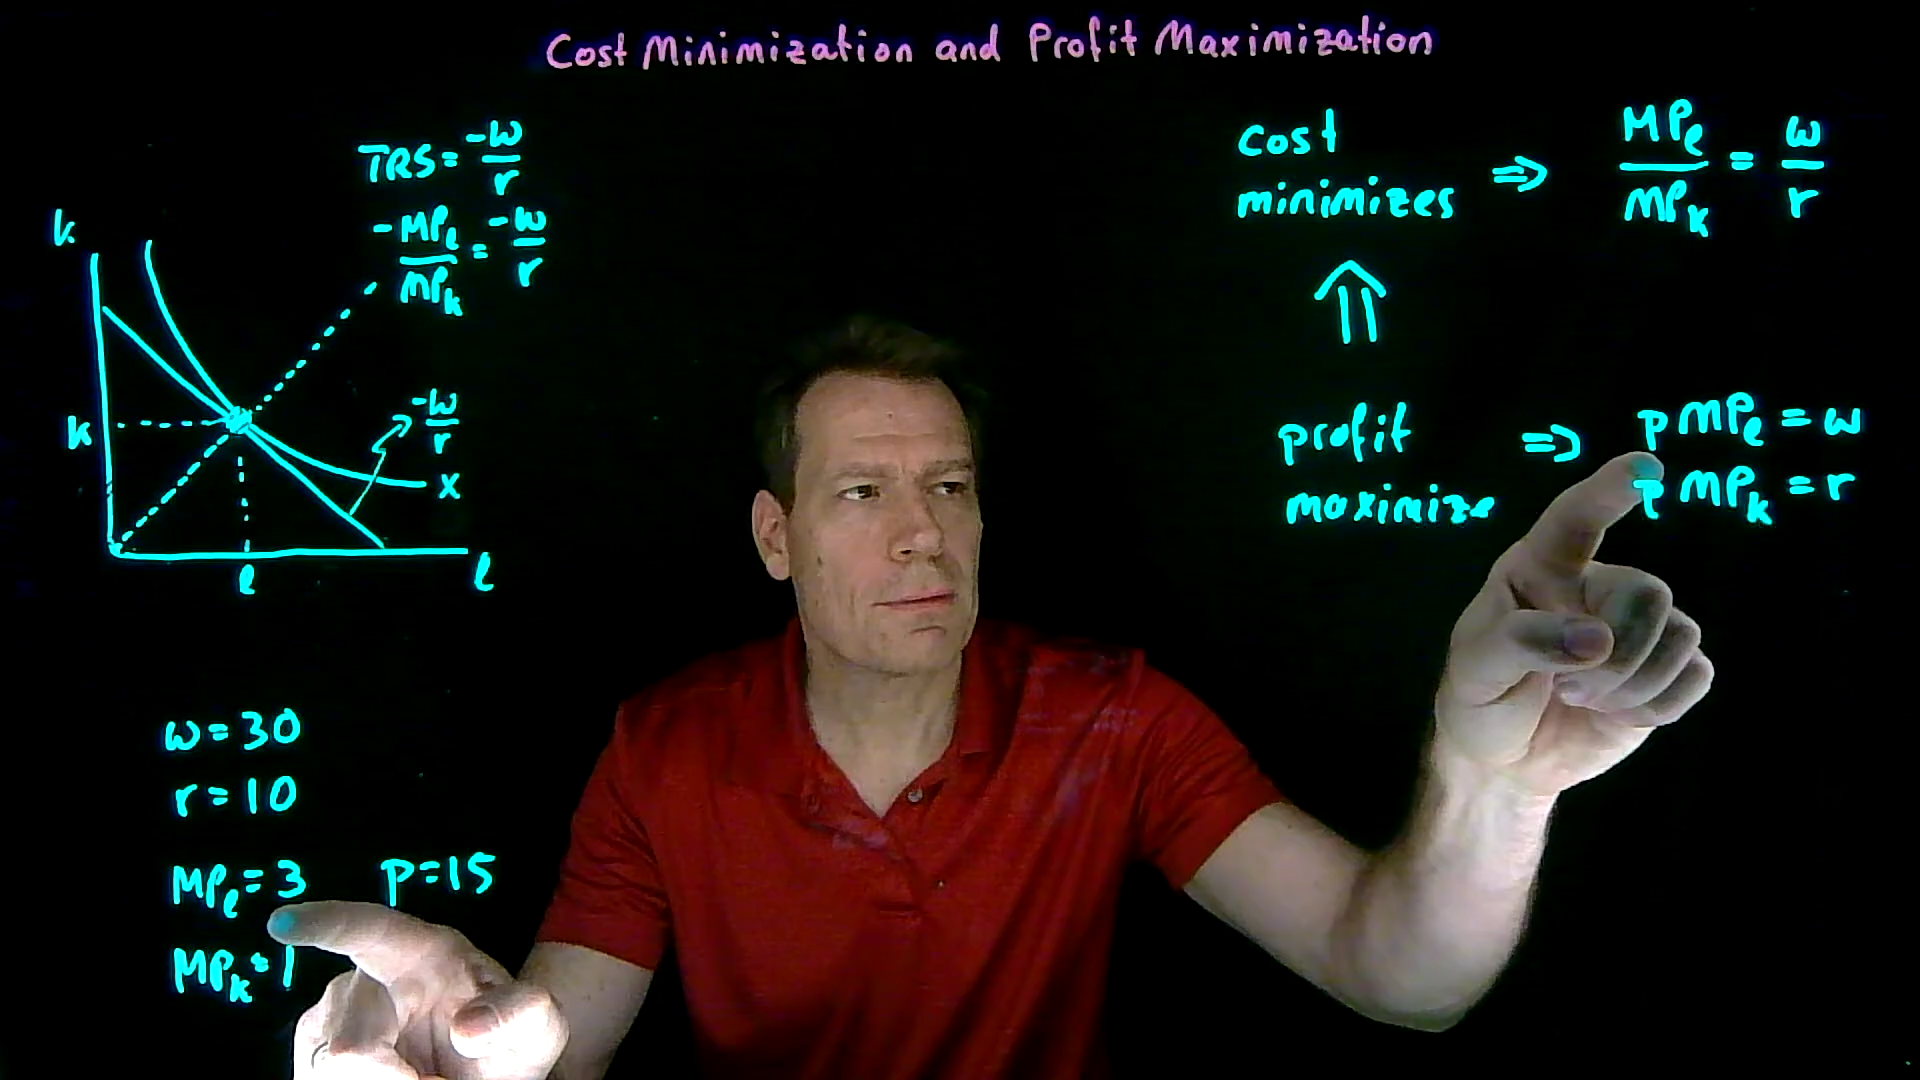 Cost Minimization and Profit Maximization
TRS = -w/r
-MPℓ/MPk = -w/r
k
k
-w/r
x
ℓ
ℓ
w = 30
r = 10
MPℓ = 3 p = 15
MPk = 1
cost minimizes ⇒ MPℓ/MPk = w/r
⇑
profit maximize ⇒ p MPℓ = w
p MPk = r